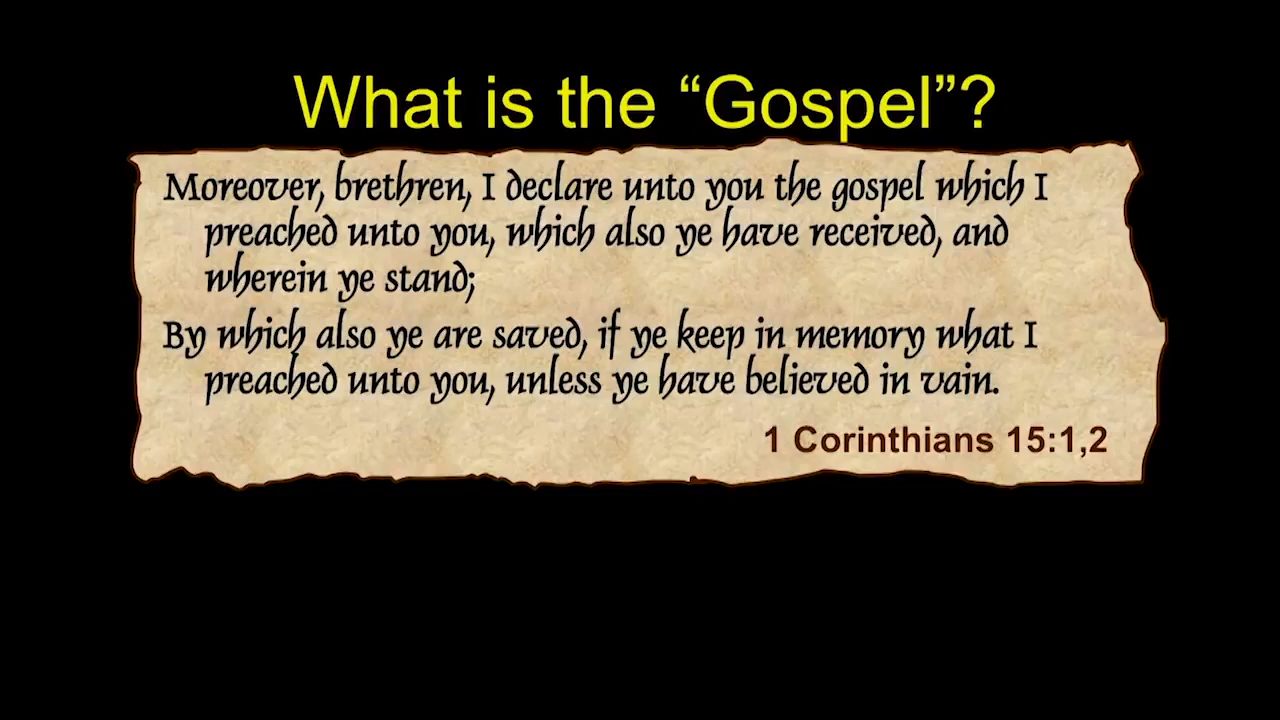 What is the “Gospel”?
Moreover, brethren, I declare unto you the gospel which I
preached unto you, which also ye have received, and
wherein ye stand;
By which also ye are saved, if ye keep in memory what I
preached unto you, unless ye have believed in vain.
1 Corinthians 15:1,2